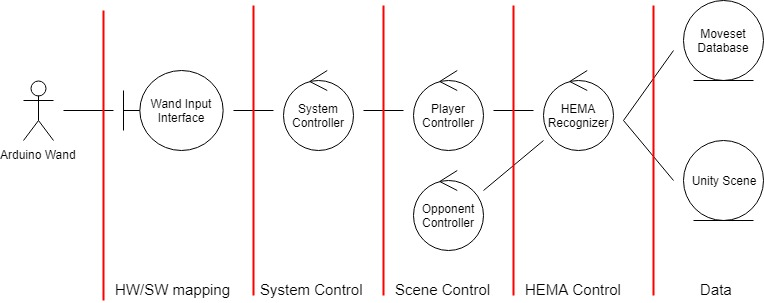 Moveset
Database
Wand Input
Interface
System
Controller
Player
Controller
HEMA
Recognizer
Arduino Wand
Unity Scene
Opponent
Controller
HW/SW mapping
System Control
Scene Control
HEMA Control
Data